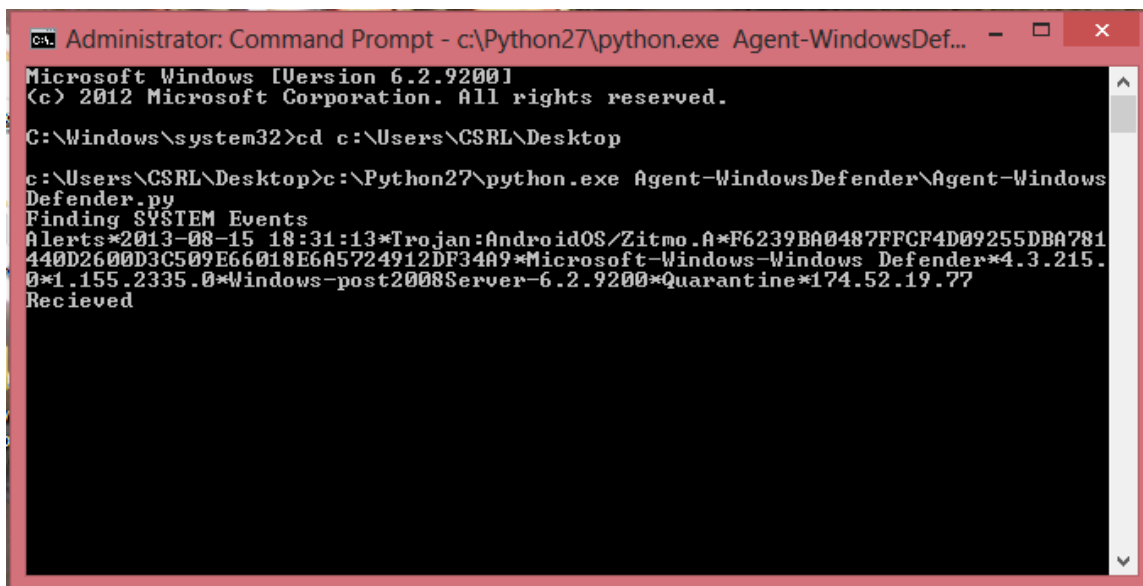 Administrator: Command Prompt - c:\Python27\python.exe Agent-WindowsDef...
Microsoft Windows [Version 6.2.9200]
(c) 2012 Microsoft Corporation. All rights reserved.
C:\Windows\system32>cd c:\Users\CSRL\Desktop
c:\Users\CSRL\Desktop>c:\Python27\python.exe Agent-WindowsDefender\Agent-Windows
Defender.py
Finding SYSTEM Events
Alerts*2013-08-15 18:31:13*Trojan:AndroidOS/Zitmo.A*F6239BA0487FFCF4D09255DBA781
440D2600D3C509E66018E6A5724912DF34A9*Microsoft-Windows-Windows Defender*4.3.215.
0*1.155.2335.0*Windows-post2008Server-6.2.9200*Quarantine*174.52.19.77
Recieved